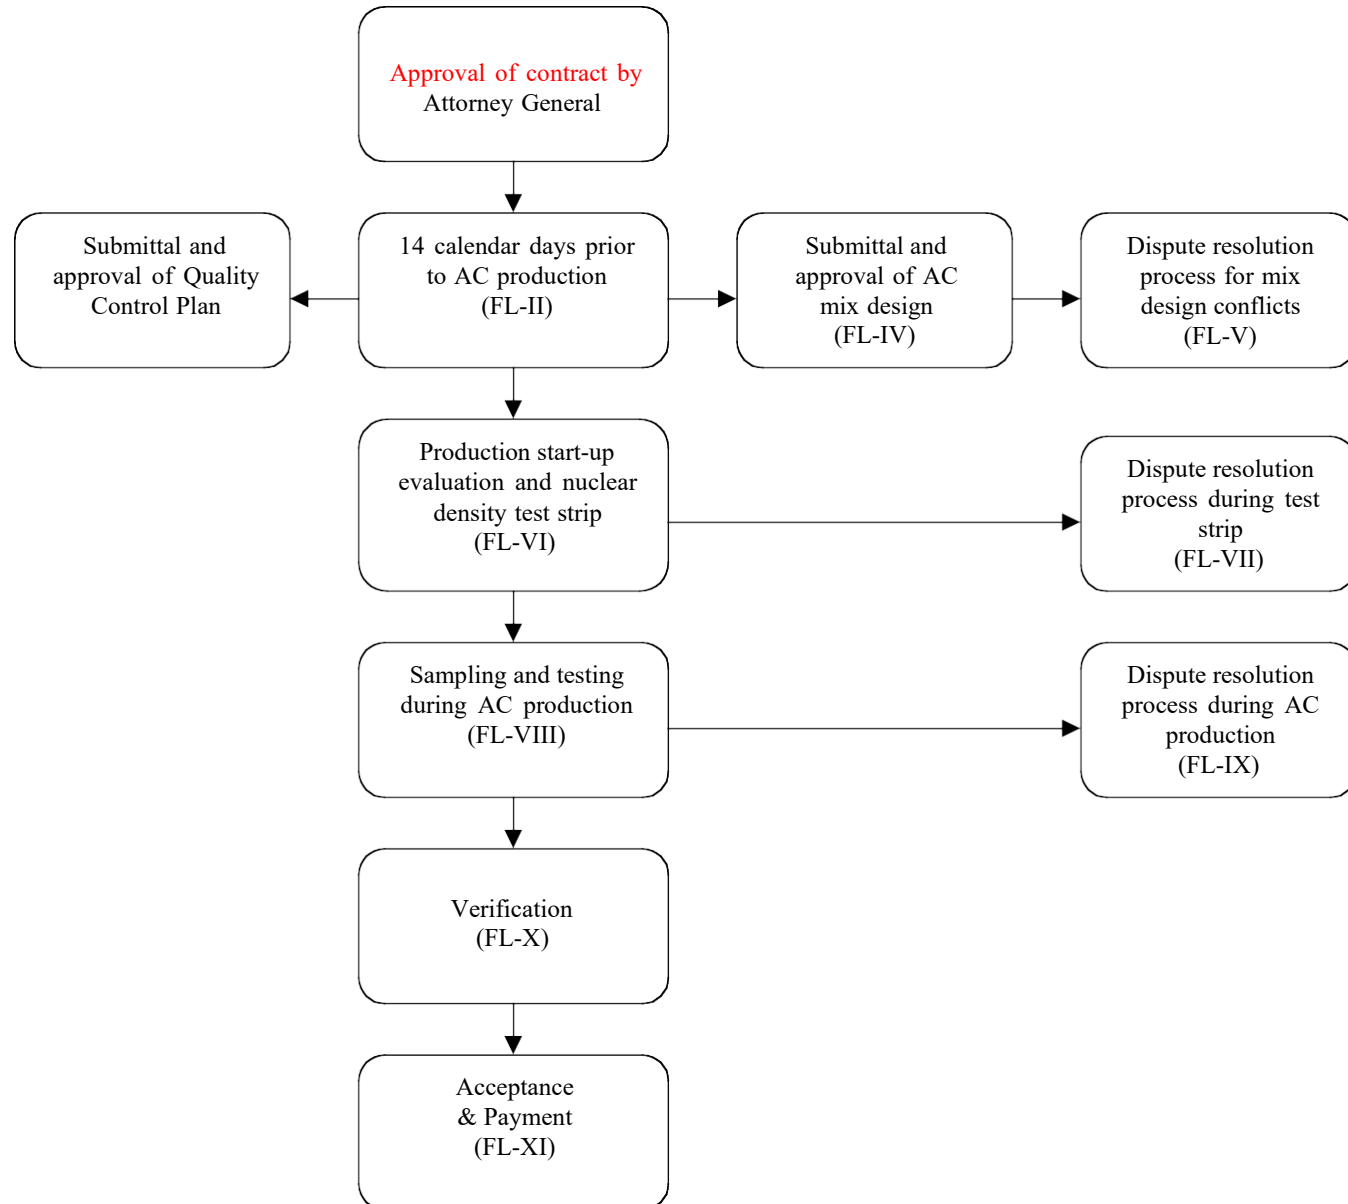 Approval of contract by
Attorney General
Submittal and
approval of Quality
Control Plan
14 calendar days prior
to AC production
(FL-II)
Submittal and
approval of AC
mix design
(FL-IV)
Dispute resolution
process for mix
design conflicts
(FL-V)
Production start-up
evaluation and nuclear
density test strip
(FL-VI)
Dispute resolution
process during test
strip
(FL-VII)
Sampling and testing
during AC production
(FL-VIII)
Dispute resolution
process during AC
production
(FL-IX)
Verification
(FL-X)
Acceptance
& Payment
(FL-XI)